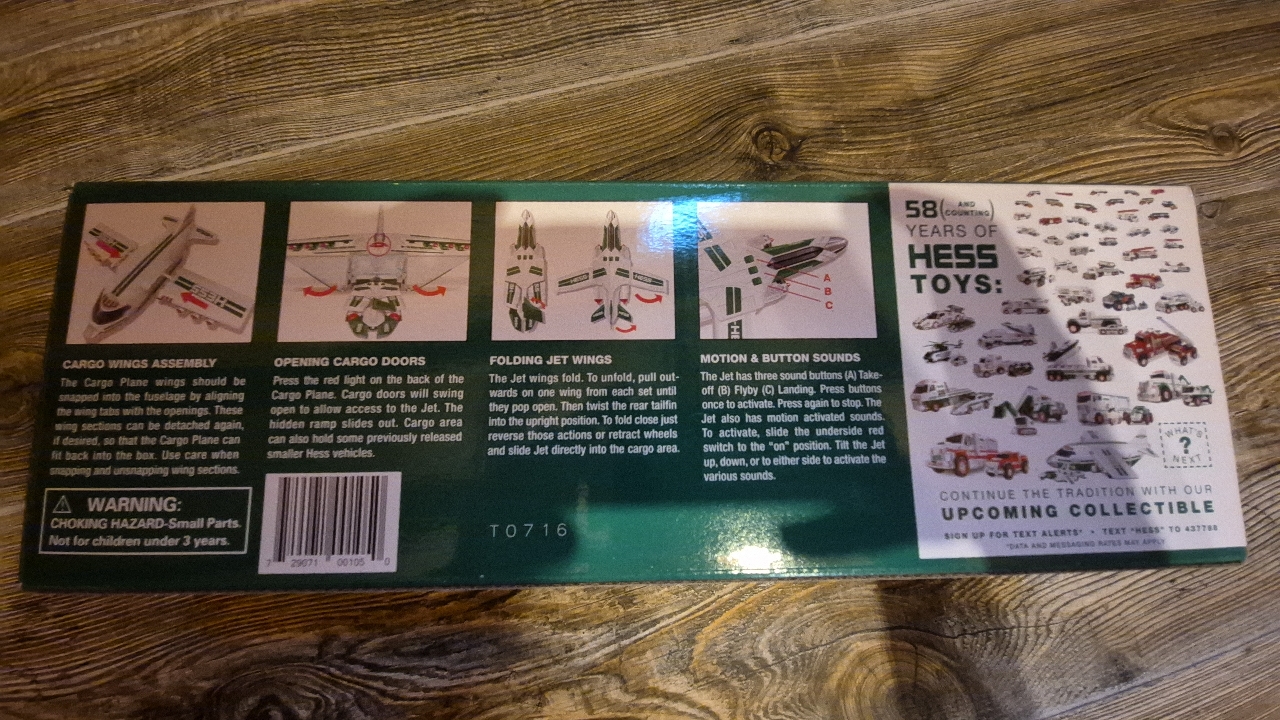 CARGO WINGS ASSEMBLY
The Cargo Plane wings should be
snapped into the fuselage by aligning
the wing tabs with the openings. These
wing sections can be detached again,
if desired, so that the Cargo Plane can
fit back into the box. Use care when
snapping and unsnapping wing sections.
WARNING:
CHOKING HAZARD-Small Parts.
Not for children under 3 years.
OPENING CARGO DOORS
Press the red light on the back of the
Cargo Plane. Cargo doors will swing
open to allow access to the Jet. The
hidden ramp slides out. Cargo area
can also hold some previously released
smaller Hess vehicles.
7 29071 00105 0
FOLDING JET WINGS
The Jet wings fold. To unfold, pull out-
wards on one wing from each set until
they pop open. Then twist the rear tailfin
into the upright position. To fold close just
reverse those actions or retract wheels
and slide Jet directly into the cargo area.
T0716
A
B
C
MOTION & BUTTON SOUNDS
The Jet has three sound buttons (A) Take-
off (B) Flyby (C) Landing. Press buttons
once to activate. Press again to stop. The
Jet also has motion activated sounds.
To activate, slide the underside red
switch to the "on" position. Tilt the Jet
up, down, or to either side to activate the
various sounds.
58 (AND COUNTING)
YEARS OF
HESS
TOYS:
WHAT'S
?
NEXT
CONTINUE THE TRADITION WITH OUR
UPCOMING COLLECTIBLE
SIGN UP FOR TEXT ALERTS* • TEXT "HESS" TO 437788
*DATA AND MESSAGING RATES MAY APPLY
HESS